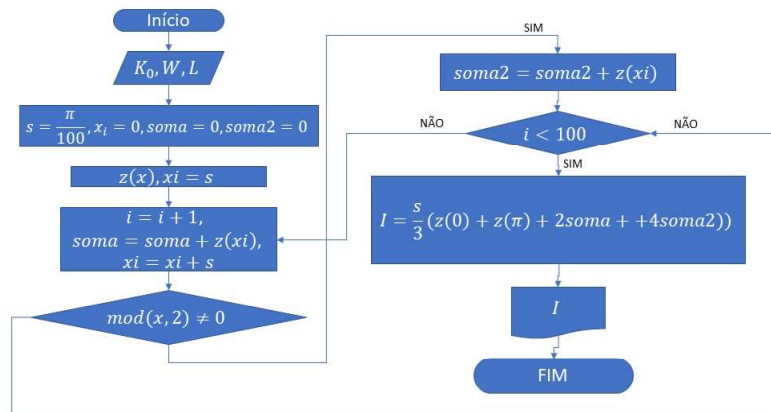 Início
K₀, W, L
s = π/100, xᵢ = 0, soma = 0, soma2 = 0
z(x), xi = s
i = i + 1,
soma = soma + z(xi),
xi = xi + s
mod(x, 2) ≠ 0
SIM
soma2 = soma2 + z(xi)
NÃO
i < 100
NÃO
SIM
I = s/3 (z(0) + z(π) + 2soma + +4soma2))
I
FIM